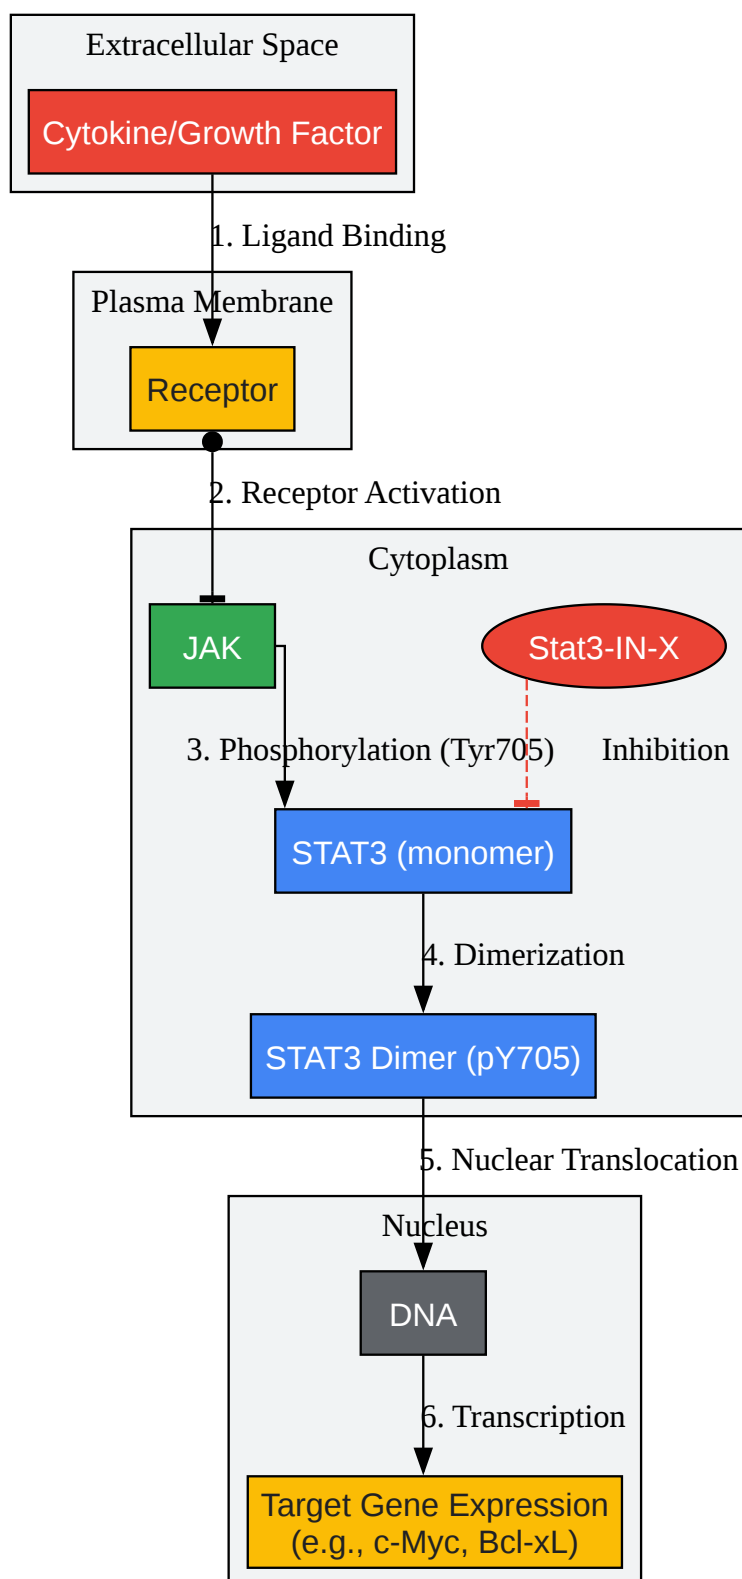 Extracellular Space
Cytokine/Growth Factor
1. Ligand Binding
Plasma Membrane
Receptor
2. Receptor Activation
Cytoplasm
JAK
Stat3-IN-X
3. Phosphorylation (Tyr705)
Inhibition
STAT3 (monomer)
4. Dimerization
STAT3 Dimer (pY705)
5. Nuclear Translocation
Nucleus
DNA
6. Transcription
Target Gene Expression
(e.g., c-Myc, Bcl-xL)